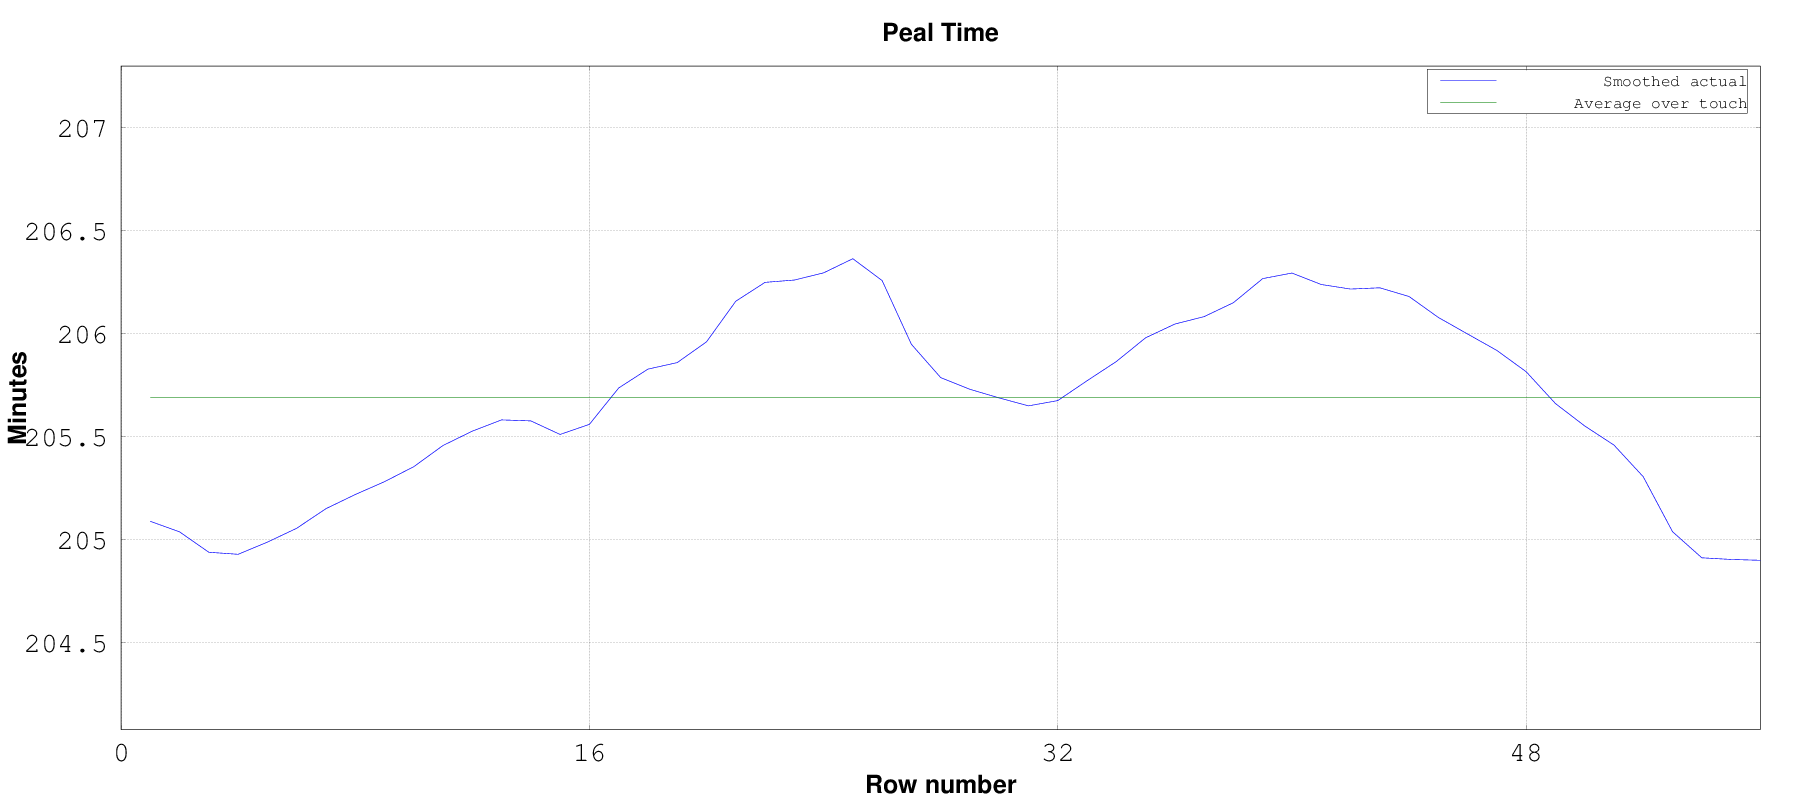 Peal Time
Smoothed actual
Average over touch
207
206.5
206
205.5
205
204.5
Minutes
0 16 32 48
Row number